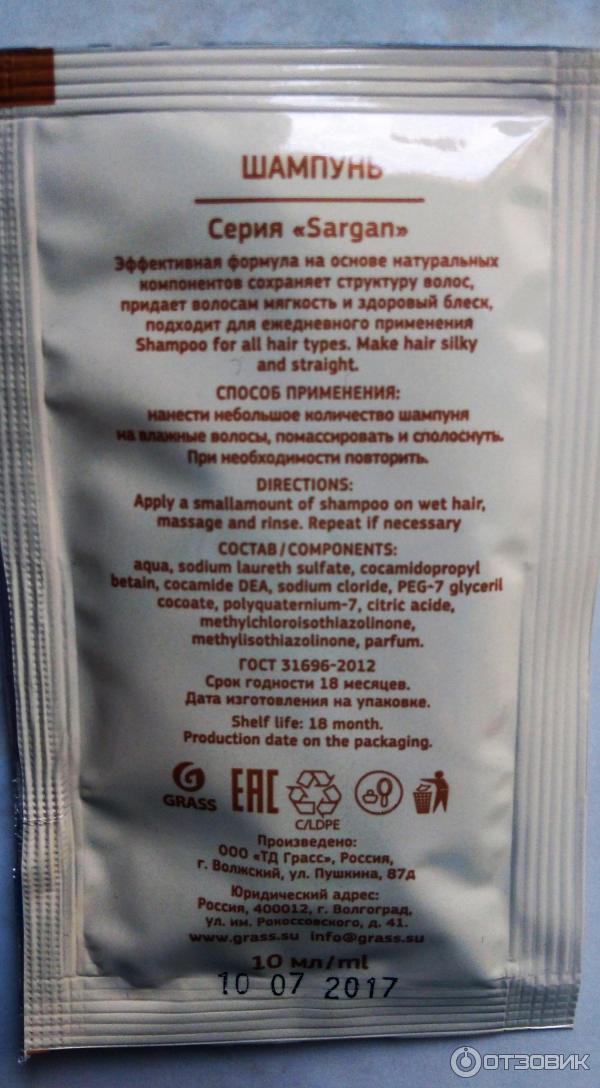 ШАМПУНЬ
Серия «Sargan»
Эффективная формула на основе натуральных
компонентов сохраняет структуру волос,
придает волосам мягкость и здоровый блеск,
подходит для ежедневного применения
Shampoo for all hair types. Make hair silky
and straight.
СПОСОБ ПРИМЕНЕНИЯ:
нанести небольшое количество шампуня
на влажные волосы, помассировать и сполоснуть.
При необходимости повторить.
DIRECTIONS:
Apply a smallamount of shampoo on wet hair,
massage and rinse. Repeat if necessary
СОСТАВ/COMPONENTS:
aqua, sodium laureth sulfate, cocamidopropyl
betain, cocamide DEA, sodium cloride, PEG-7 glyceril
cocoate, polyquaternium-7, citric acide,
methylchloroisothiazolinone,
methylisothiazolinone, parfum.
ГОСТ 31696-2012
Срок годности 18 месяцев.
Дата изготовления на упаковке.
Shelf life: 18 month.
Production date on the packaging.
GRASS
EAC
C/LDPE
Произведено:
ООО «ТД Грасс», Россия,
г. Волжский, ул. Пушкина, 87д
Юридический адрес:
Россия, 400012, г. Волгоград,
ул. им. Рокоссовского, д. 41.
www.grass.su info@grass.su
10 мл/ml
10 07 2017
ОТЗОВИК